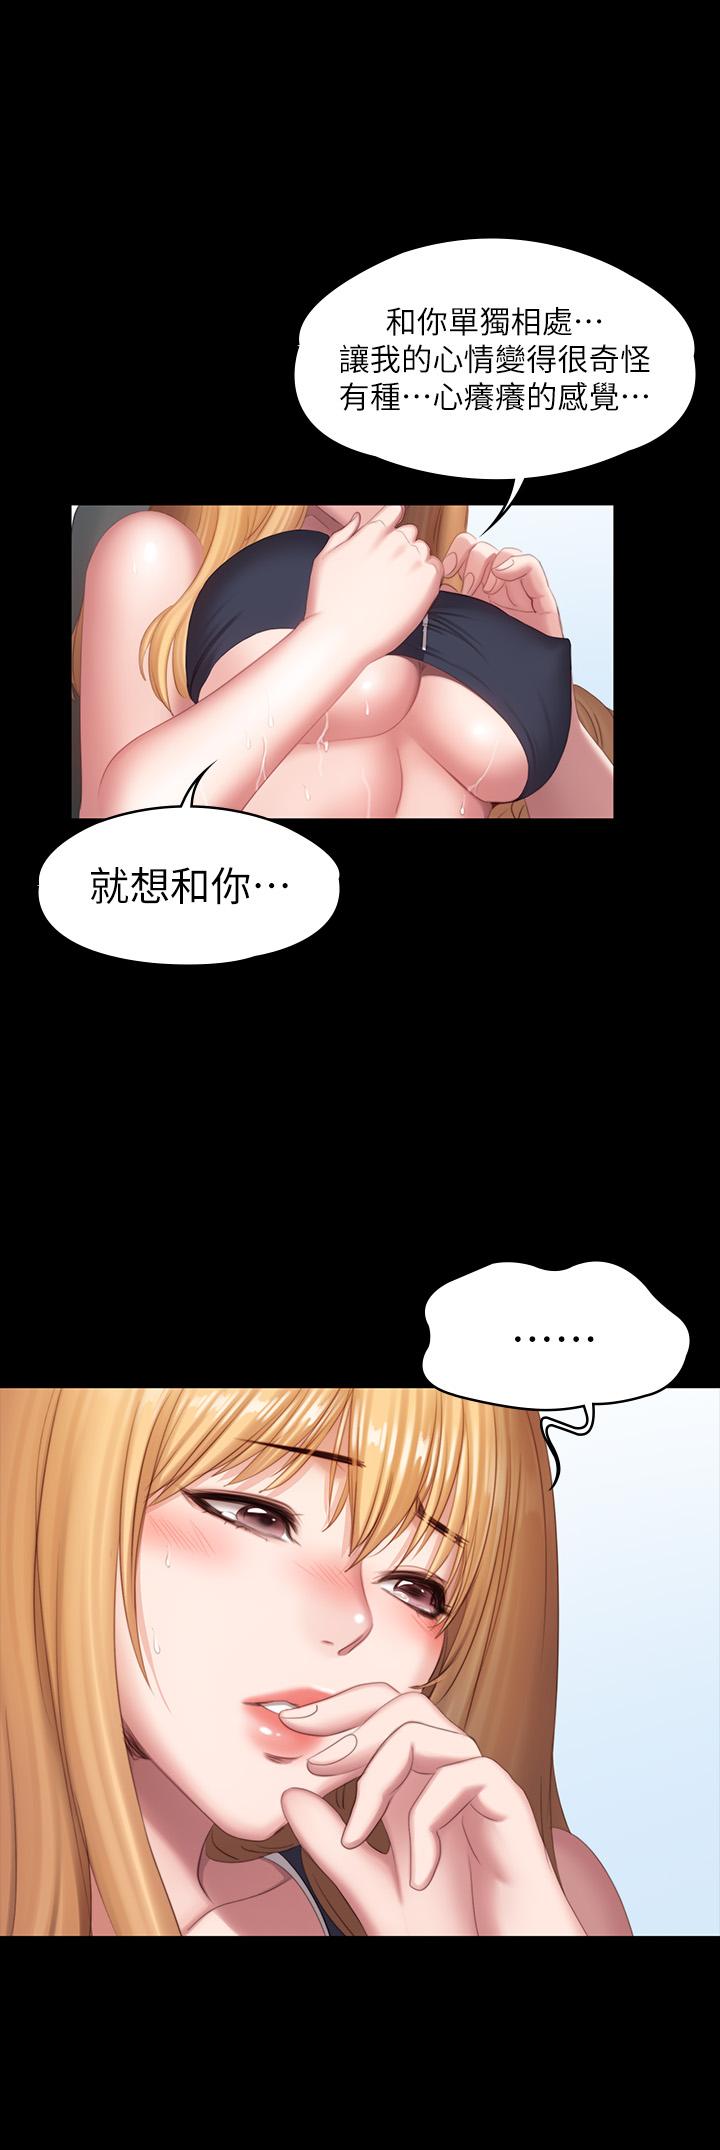 和你單獨相處⋯
讓我的心情變得很奇怪
有種⋯心癢癢的感覺⋯
就想和你⋯
⋯⋯